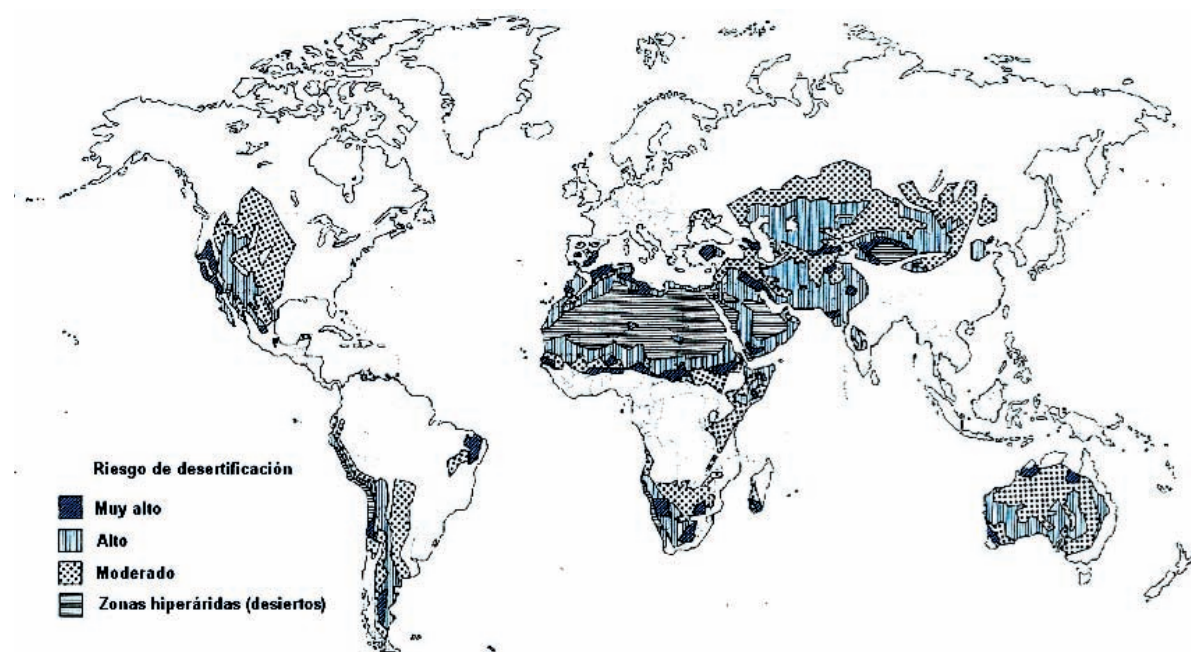 Riesgo de desertificación
Muy alto
Alto
Moderado
Zonas hiperáridas (desiertos)